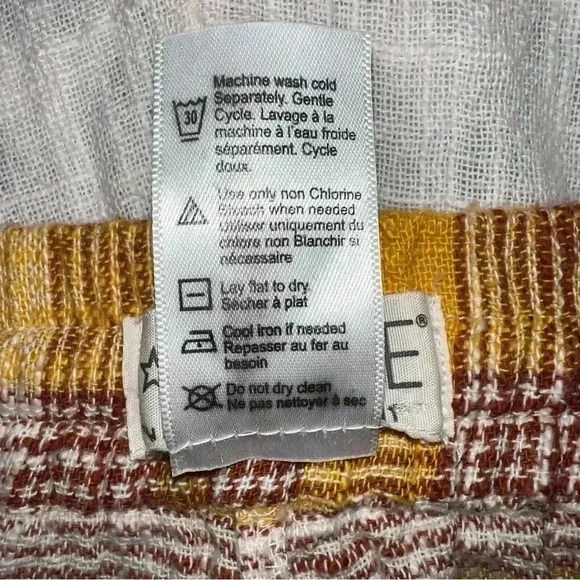 Machine wash cold
Separately. Gentle
Cycle. Lavage à la
machine à l'eau froide
séparément. Cycle
doux.
30
Use only non Chlorine
Bleach when needed
Utiliser uniquement du
chlore non Blanchir si
nécessaire
Lay flat to dry.
Sècher à plat
Cool iron if needed
Repasser au fer au
besoin
Do not dry clean
Ne pas nettoyer à sec
E®